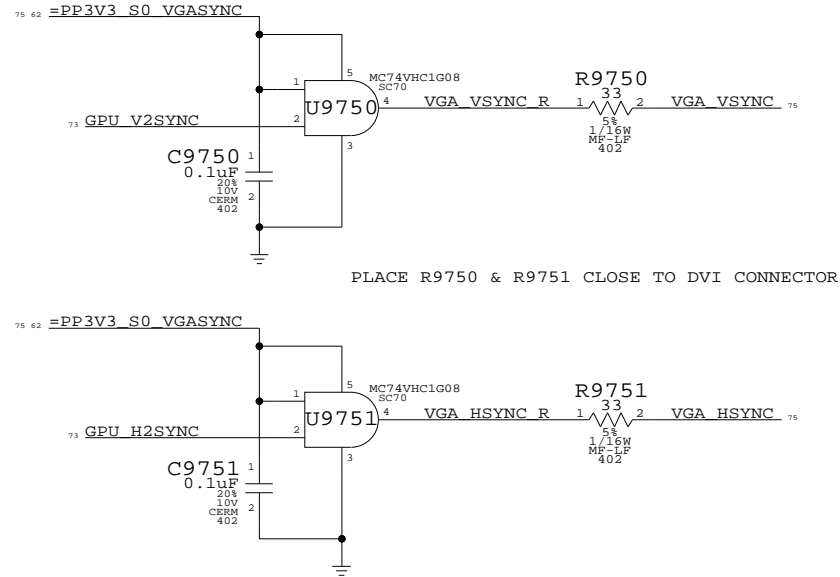 75 62 =PP3V3_S0_VGASYNC
5 MC74VHC1G08
SC70
1
U9750
4 VGA_VSYNC_R
R9750
33
1 2 VGA_VSYNC 75
5%
1/16W
MF-LF
402
73 GPU_V2SYNC 2
3
C9750 1
0.1uF
20%
10V
CERM
402
2
PLACE R9750 & R9751 CLOSE TO DVI CONNECTOR
75 62 =PP3V3_S0_VGASYNC
5 MC74VHC1G08
SC70
1
U9751
4 VGA_HSYNC_R
R9751
33
1 2 VGA_HSYNC 75
5%
1/16W
MF-LF
402
73 GPU_H2SYNC 2
3
C9751 1
0.1uF
20%
10V
CERM
402
2